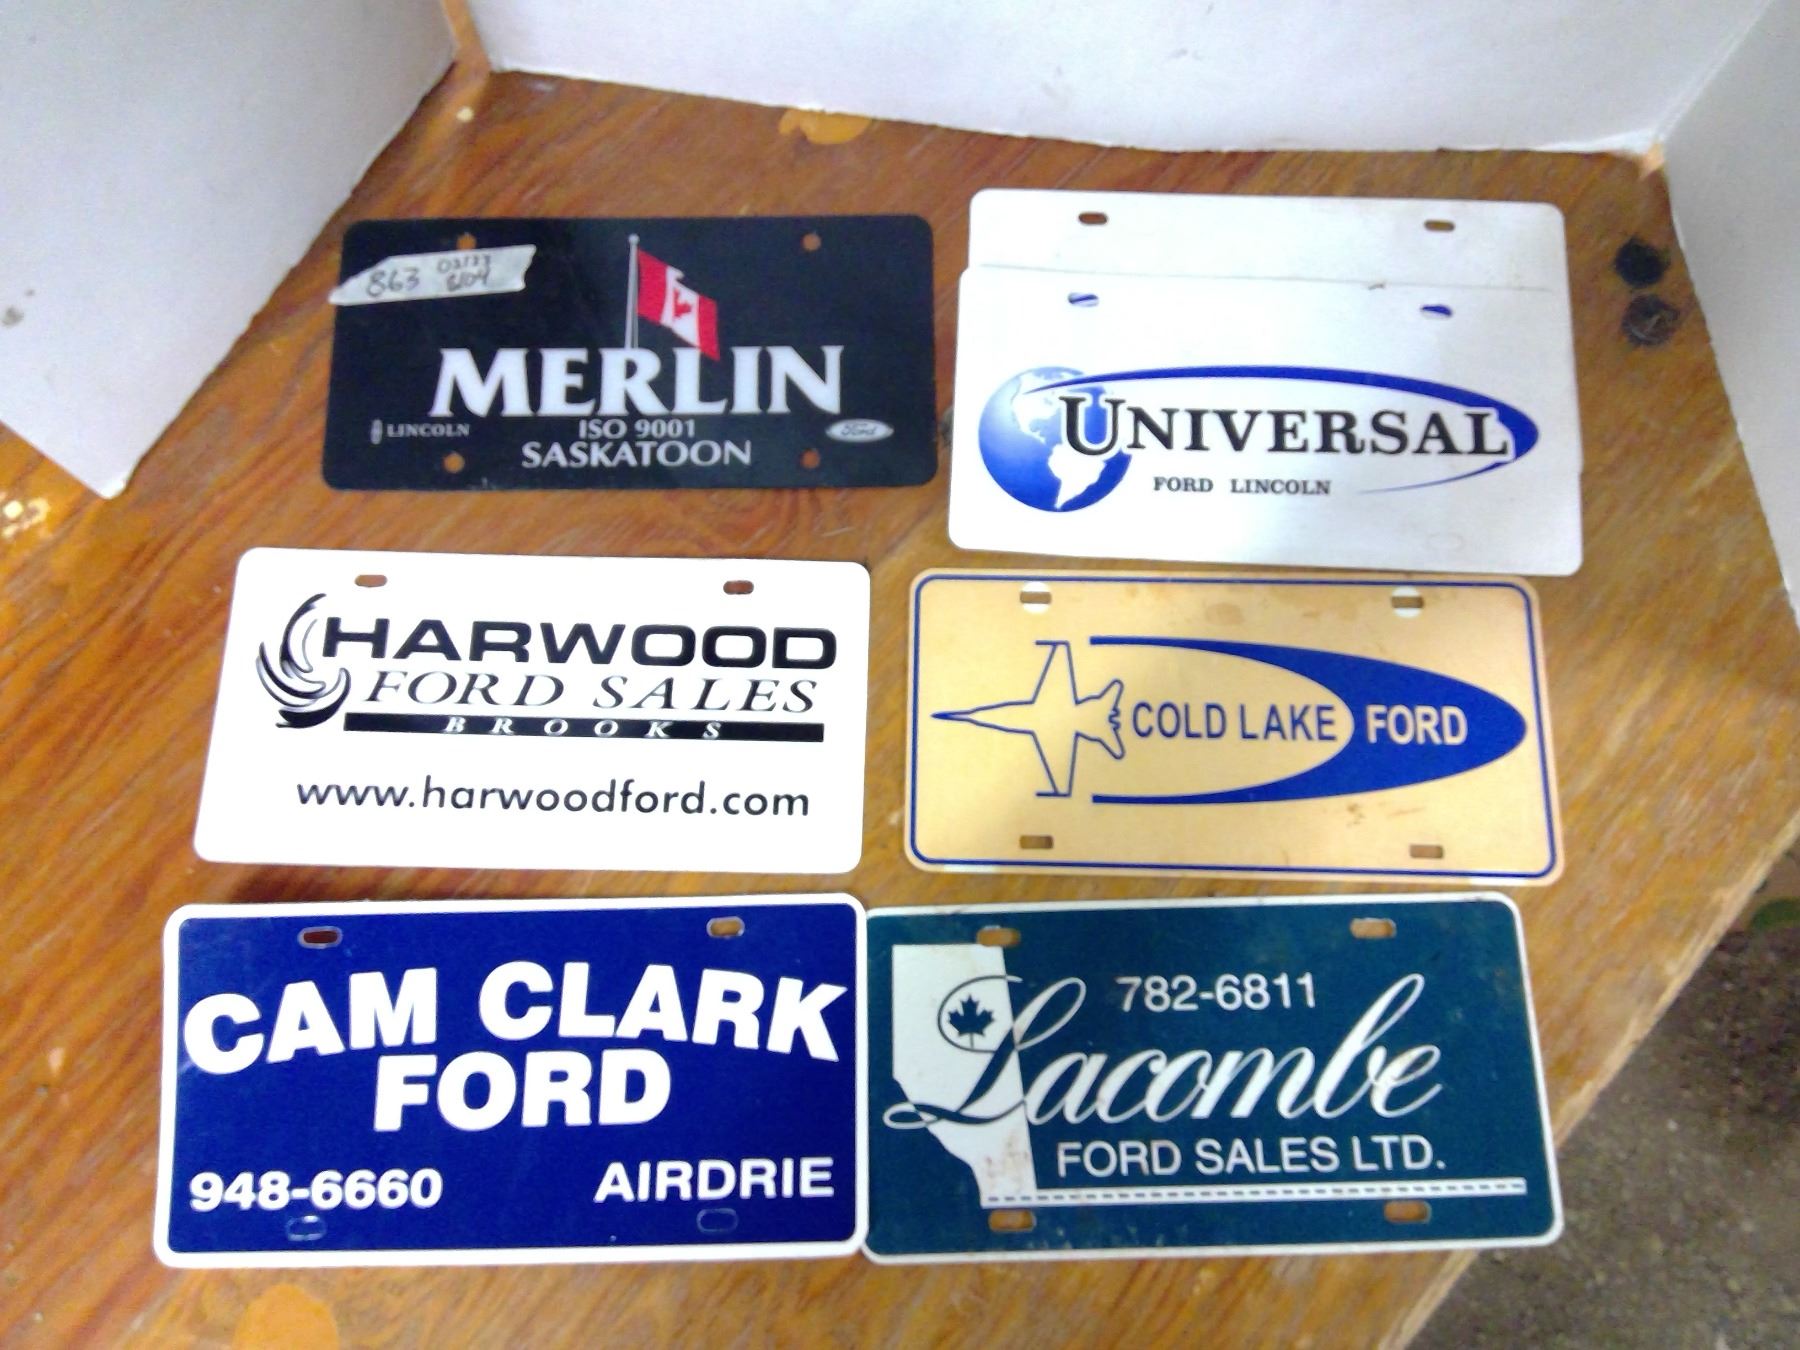 863
MERLIN
LINCOLN
ISO 9001
Ford
SASKATOON
UNIVERSAL
FORD LINCOLN
HARWOOD
FORD SALES
BROOKS
www.harwoodford.com
COLD LAKE FORD
CAM CLARK
FORD
948-6660
AIRDRIE
782-6811
Lacombe
FORD SALES LTD.